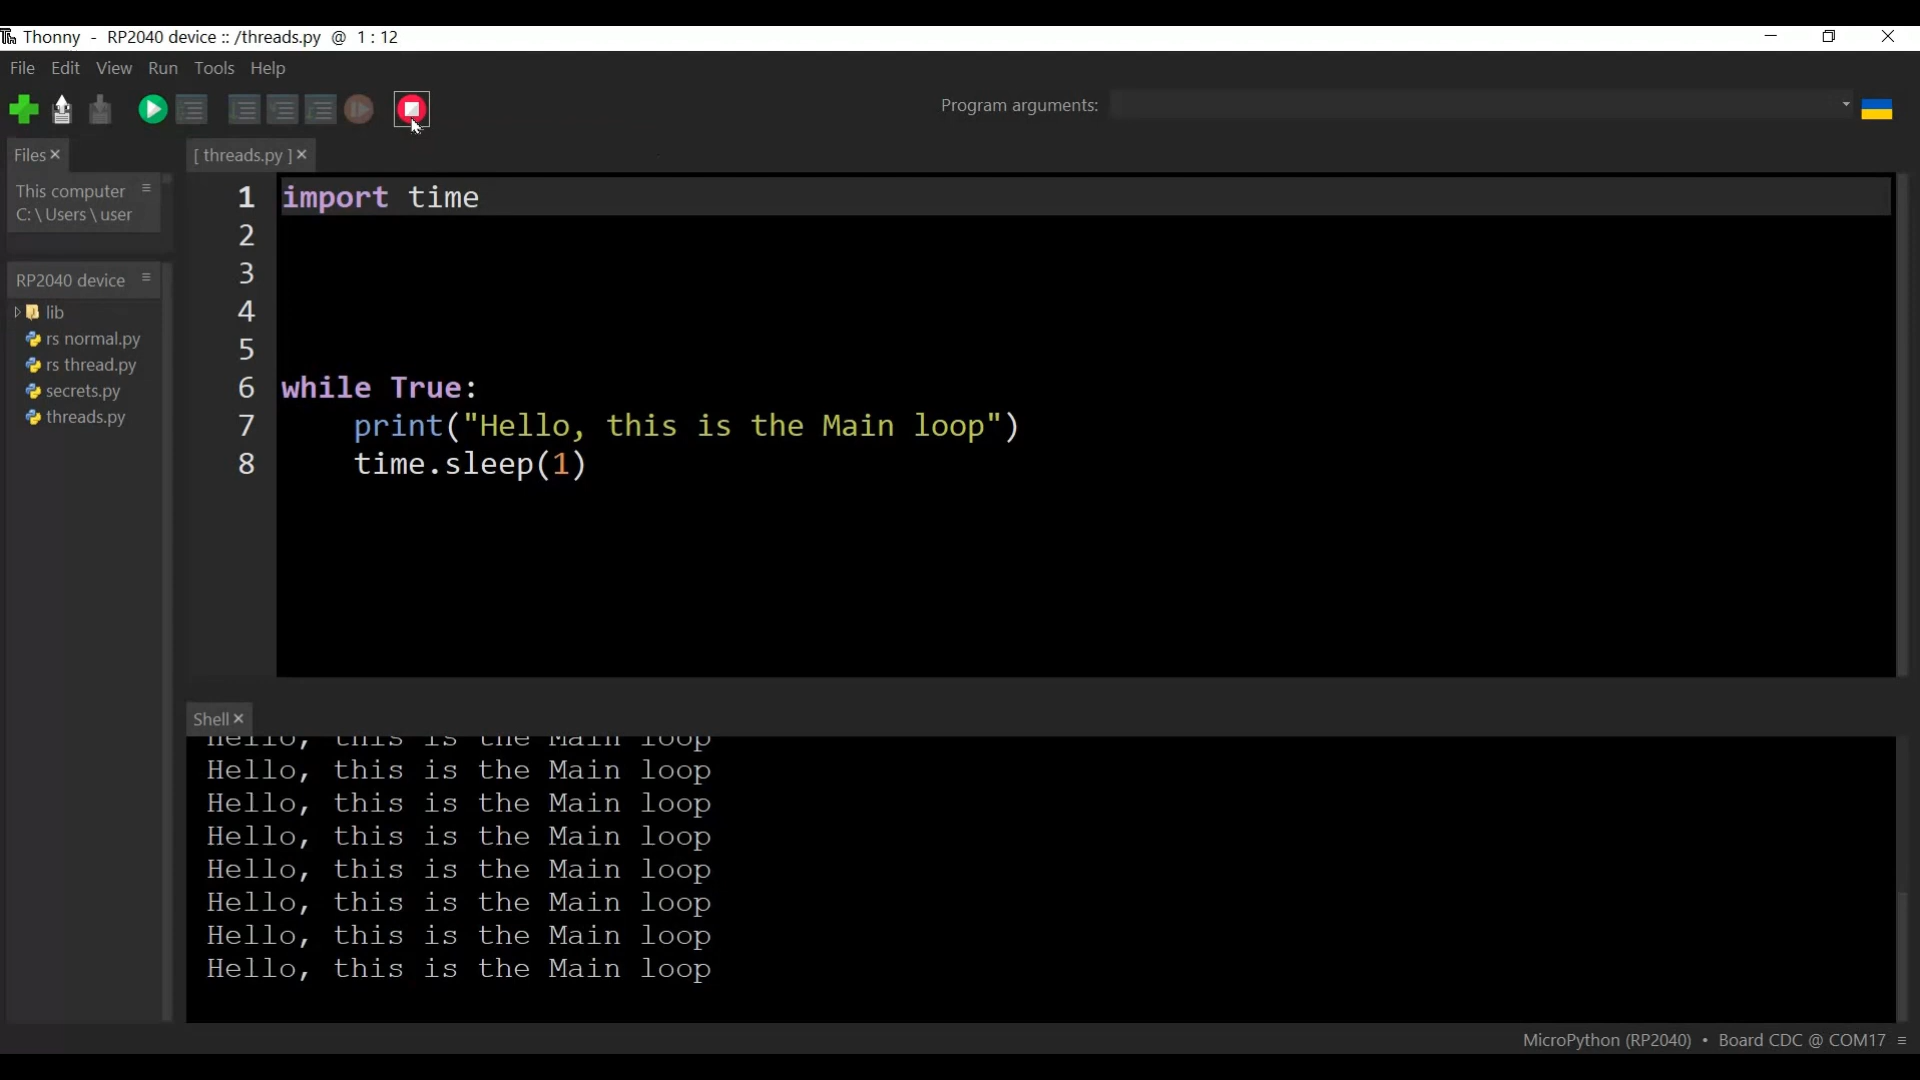 Thonny - RP2040 device :: /threads.py @ 1 : 12
File Edit View Run Tools Help
Program arguments:
Files
[ threads.py ]
This computer
C: \ Users \ user
RP2040 device
lib
rs normal.py
rs thread.py
secrets.py
threads.py
1 import time
2
3
4
5
6 while True:
7     print("Hello, this is the Main loop")
8     time.sleep(1)
Shell
Hello, this is the Main loop
Hello, this is the Main loop
Hello, this is the Main loop
Hello, this is the Main loop
Hello, this is the Main loop
Hello, this is the Main loop
Hello, this is the Main loop
Hello, this is the Main loop
MicroPython (RP2040) • Board CDC @ COM17